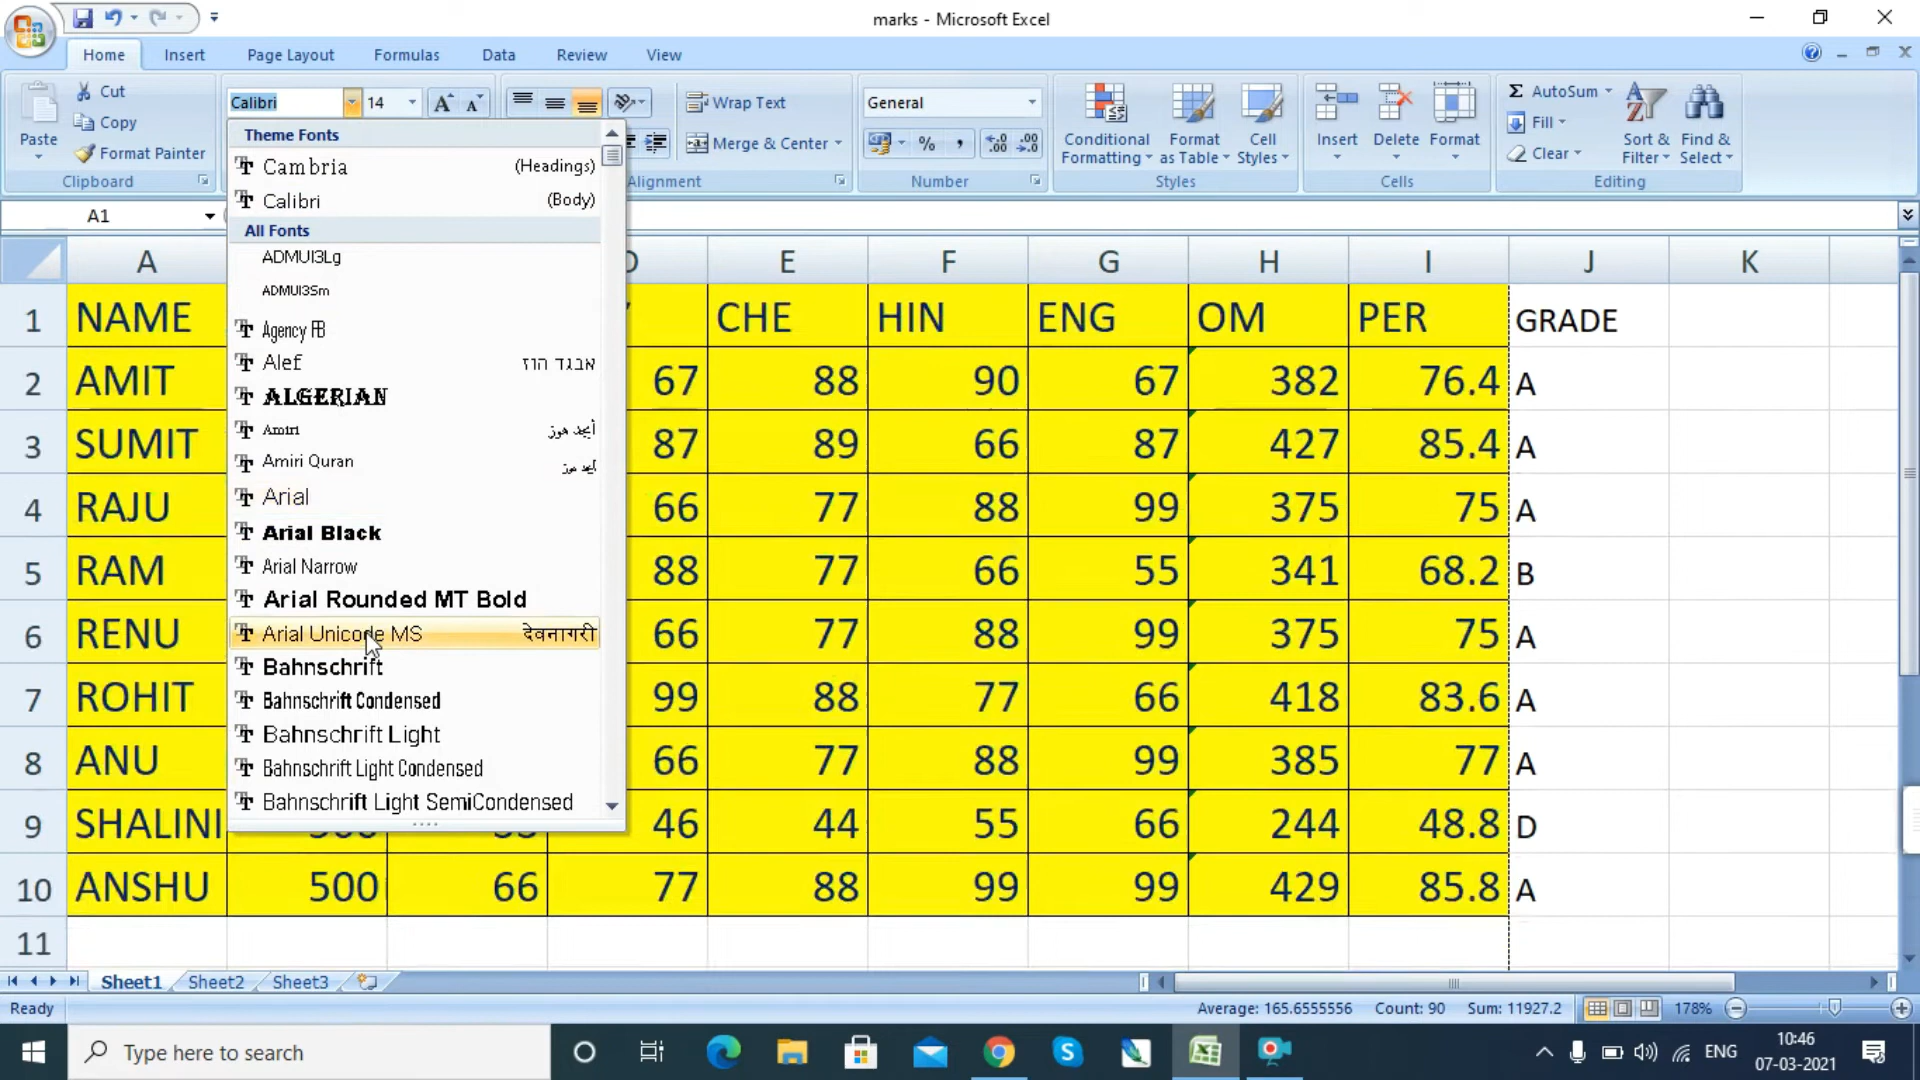 marks - Microsoft Excel
Home Insert Page Layout Formulas Data Review View
Paste Cut Copy Format Painter Clipboard
Calibri 14
Wrap Text Merge & Center Alignment
General % , Number
Conditional Formatting Format as Table Cell Styles Styles
Insert Delete Format Cells
Σ AutoSum Fill Clear Sort & Filter Find & Select Editing
A1
Theme Fonts
Cambria (Headings)
Calibri (Body)
All Fonts
ADMUI3Lg
ADMUI3Sm
Agency FB
Alef אבגד הוז
ALGERIAN
Amiri أبجد هوز
Amiri Quran أبجد هوز
Arial
Arial Black
Arial Narrow
Arial Rounded MT Bold
Arial Unicode MS देवनागरी
Bahnschrift
Bahnschrift Condensed
Bahnschrift Light
Bahnschrift Light Condensed
Bahnschrift Light SemiCondensed
A E F G H I J K
1 NAME CHE HIN ENG OM PER GRADE
2 AMIT 67 88 90 67 382 76.4 A
3 SUMIT 87 89 66 87 427 85.4 A
4 RAJU 66 77 88 99 375 75 A
5 RAM 88 77 66 55 341 68.2 B
6 RENU 66 77 88 99 375 75 A
7 ROHIT 99 88 77 66 418 83.6 A
8 ANU 66 77 88 99 385 77 A
9 SHALINI 46 44 55 66 244 48.8 D
10 ANSHU 500 66 77 88 99 99 429 85.8 A
11
Sheet1 Sheet2 Sheet3
Ready Average: 165.6555556 Count: 90 Sum: 11927.2 178%
Type here to search ENG 10:46
07-03-2021